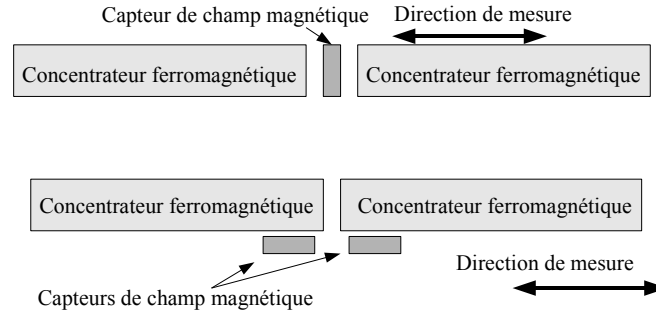 Capteur de champ magnétique
Direction de mesure
Concentrateur ferromagnétique
Concentrateur ferromagnétique
Concentrateur ferromagnétique
Concentrateur ferromagnétique
Direction de mesure
Capteurs de champ magnétique